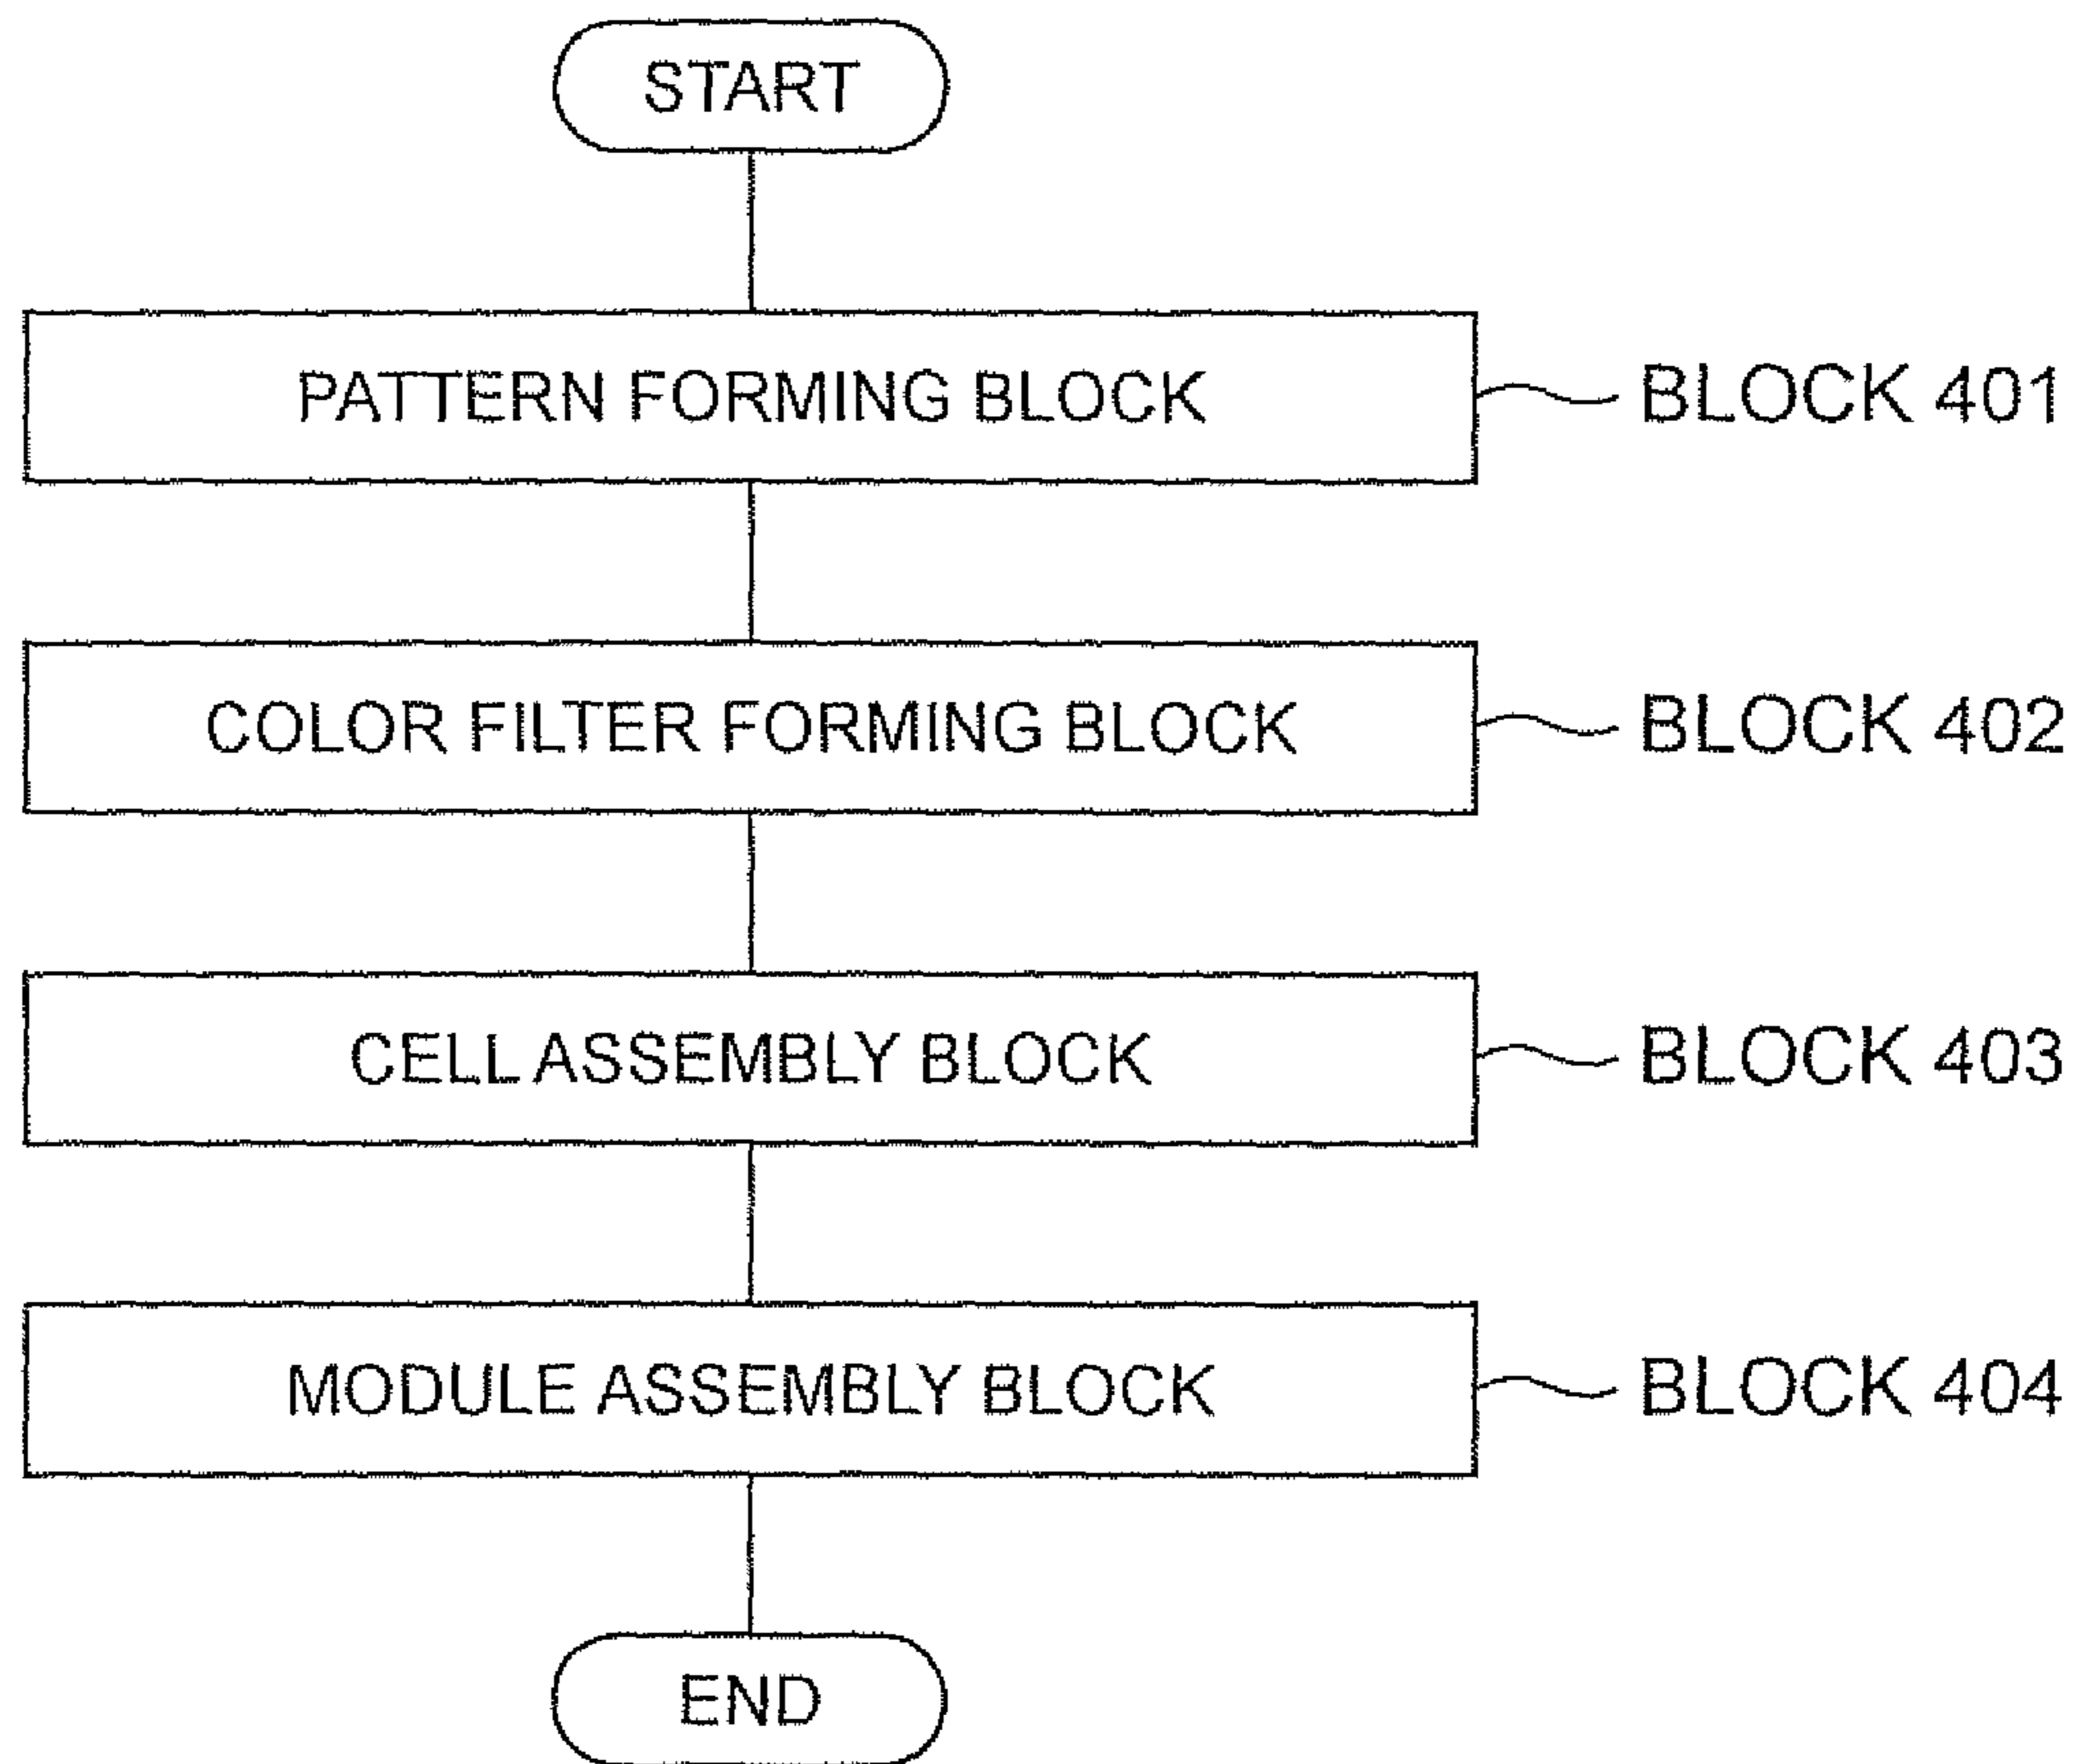 START
PATTERN FORMING BLOCK
BLOCK 401
COLOR FILTER FORMING BLOCK
BLOCK 402
CELL ASSEMBLY BLOCK
BLOCK 403
MODULE ASSEMBLY BLOCK
BLOCK 404
END